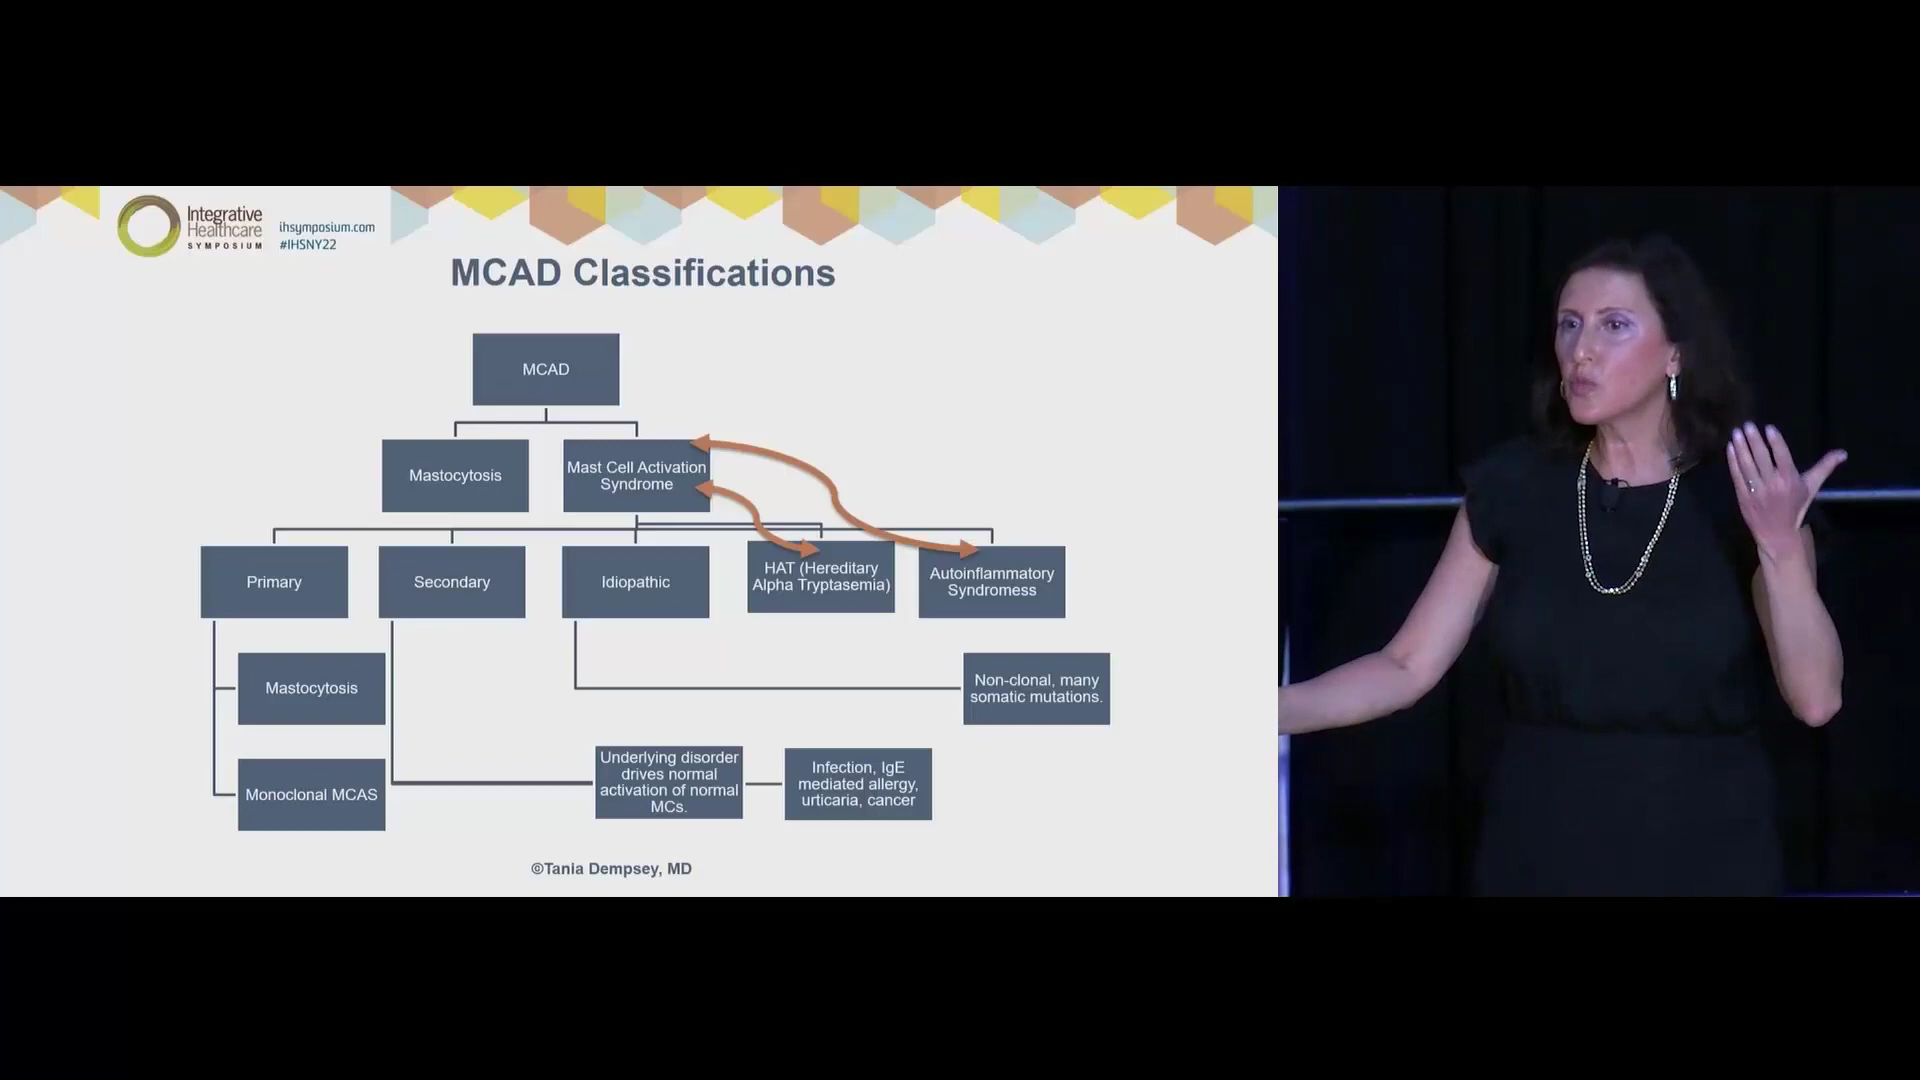 Integrative
Healthcare
SYMPOSIUM
ihsymposium.com
#IHSNY22
MCAD Classifications
MCAD
Mastocytosis
Mast Cell Activation
Syndrome
Primary
Secondary
Idiopathic
HAT (Hereditary
Alpha Tryptasemia)
Autoinflammatory
Syndromess
Mastocytosis
Non-clonal, many
somatic mutations.
Monoclonal MCAS
Underlying disorder
drives normal
activation of normal
MCs.
Infection, IgE
mediated allergy,
urticaria, cancer
©Tania Dempsey, MD